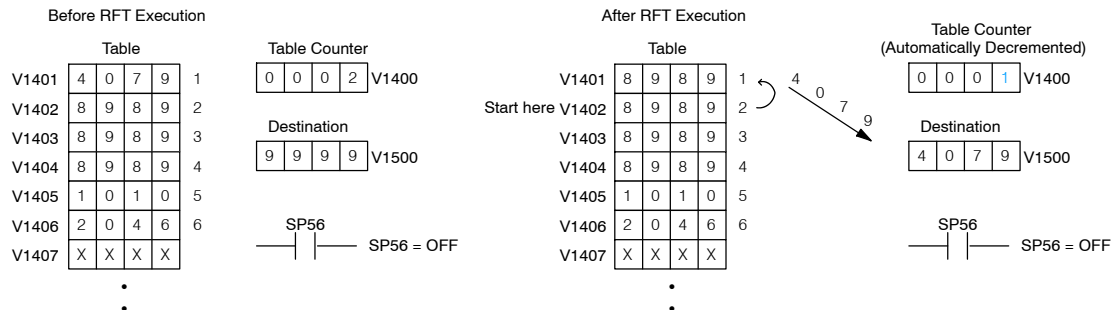 Before RFT Execution
Table
V1401 4 0 7 9 1
V1402 8 9 8 9 2
V1403 8 9 8 9 3
V1404 8 9 8 9 4
V1405 1 0 1 0 5
V1406 2 0 4 6 6
V1407 X X X X
Table Counter
0 0 0 2 V1400
Destination
9 9 9 9 V1500
SP56
SP56 = OFF
After RFT Execution
Table
V1401 8 9 8 9 1
Start here V1402 8 9 8 9 2
V1403 8 9 8 9 3
V1404 8 9 8 9 4
V1405 1 0 1 0 5
V1406 2 0 4 6 6
V1407 X X X X
4 0 7 9
Table Counter
(Automatically Decremented)
0 0 0 1 V1400
Destination
4 0 7 9 V1500
SP56
SP56 = OFF